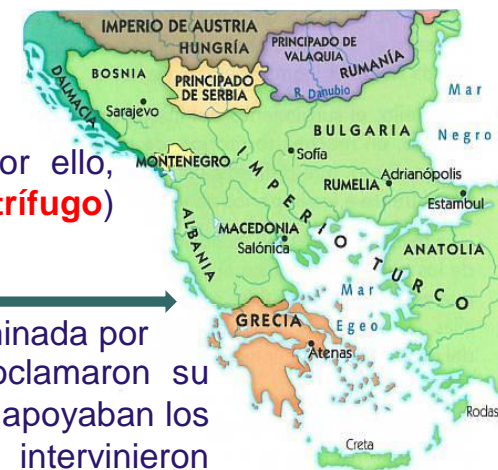 IMPERIO DE AUSTRIA
HUNGRÍA
PRINCIPADO DE
VALAQUIA
RUMANÍA
DALMACIA
BOSNIA
PRINCIPADO
DE SERBIA
R. Danubio
Mar
Negro
Sarajevo
BULGARIA
or ello,
MONTENEGRO
Sofía
IMPERIO TURCO
Adrianópolis
RUMELIA
Estambul
trífugo)
ALBANIA
MACEDONIA
Salónica
ANATOLIA
Mar
Egeo
GRECIA
Atenas
minada por
oclamaron su
apoyaban los
intervinieron
Rodas
Creta